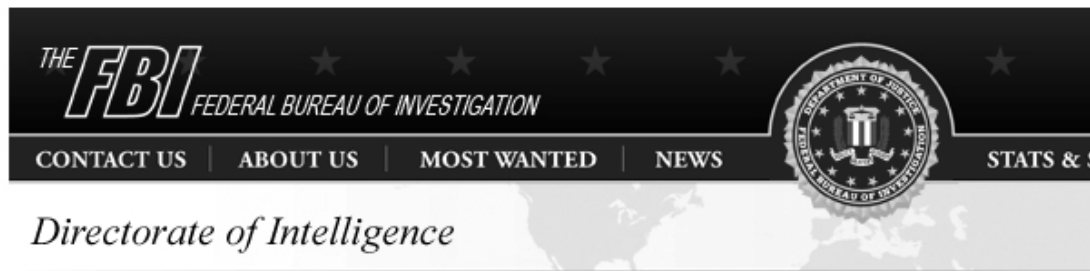 THE FBI FEDERAL BUREAU OF INVESTIGATION
DEPARTMENT OF JUSTICE
FEDERAL BUREAU OF INVESTIGATION
CONTACT US ABOUT US MOST WANTED NEWS STATS &
Directorate of Intelligence